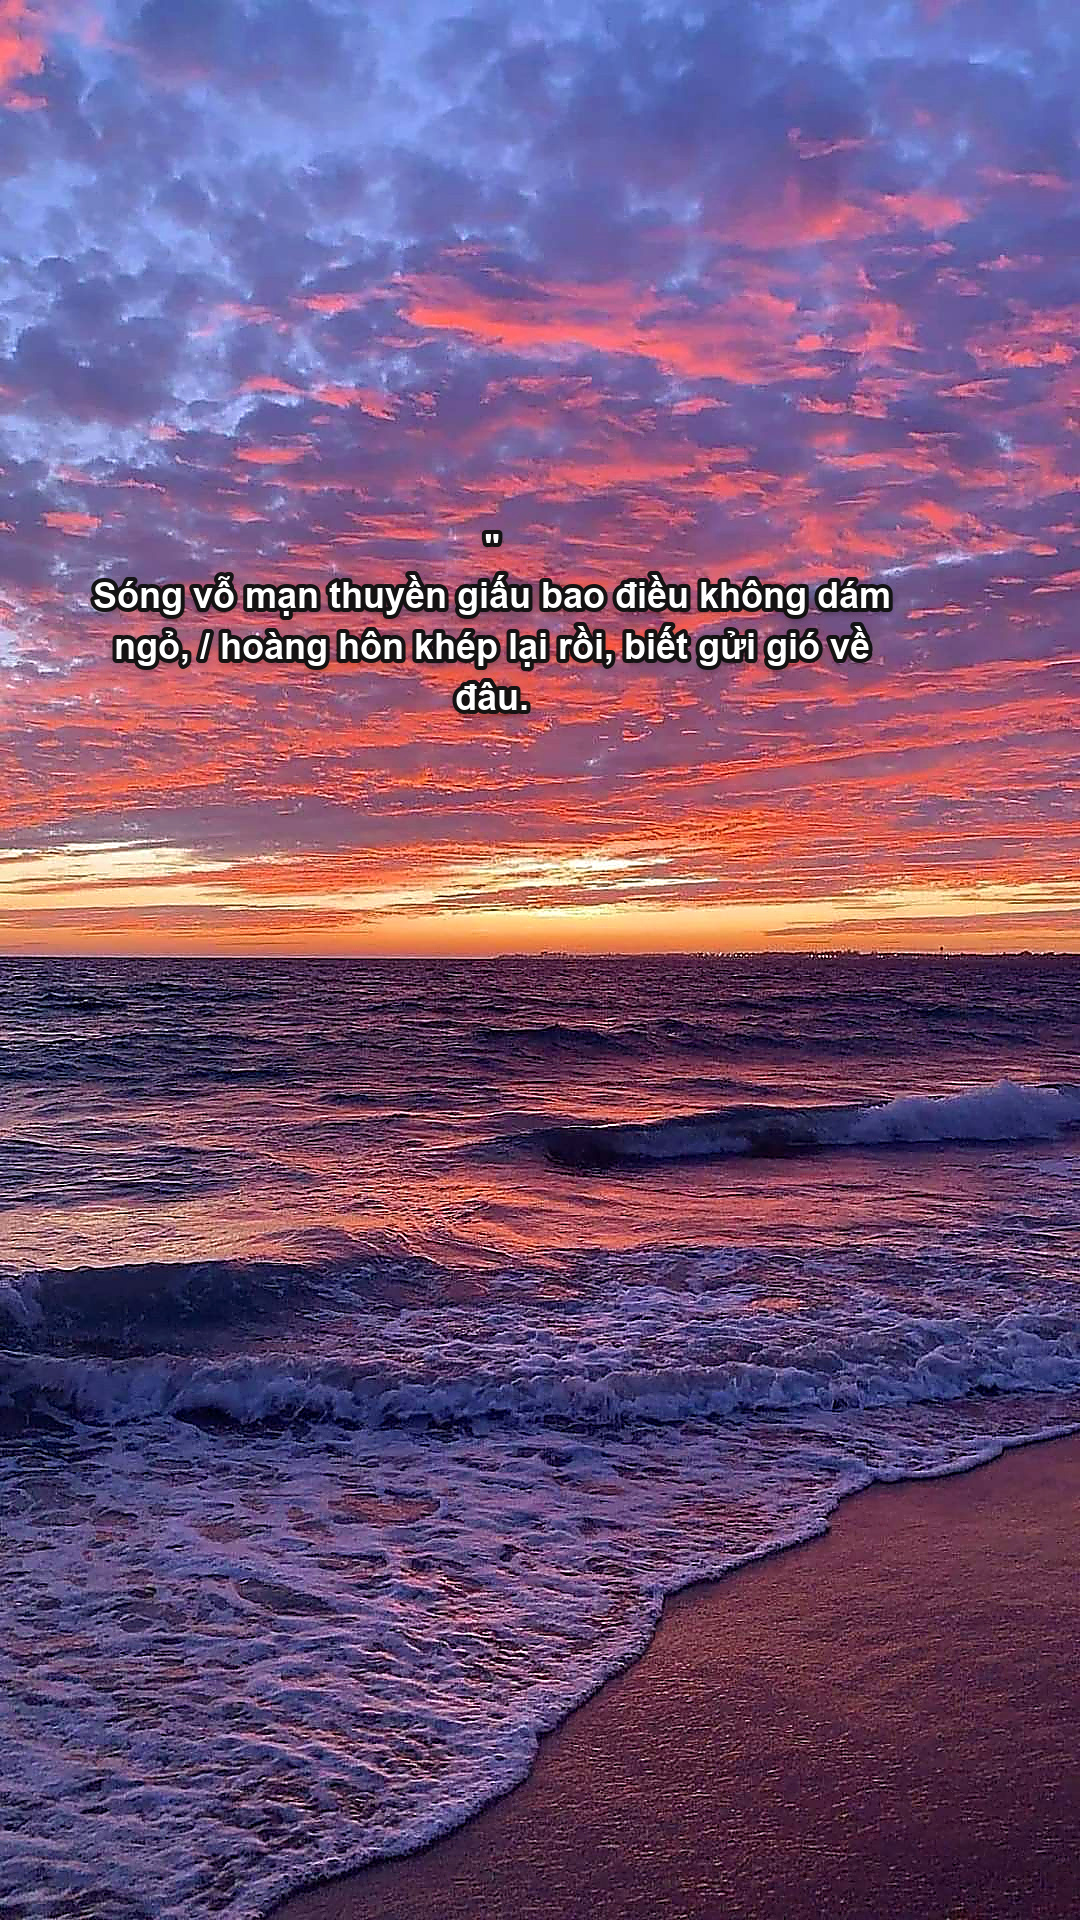 "
Sóng vỗ mạn thuyền giấu bao điều không dám
ngỏ, / hoàng hôn khép lại rồi, biết gửi gió về
đâu.